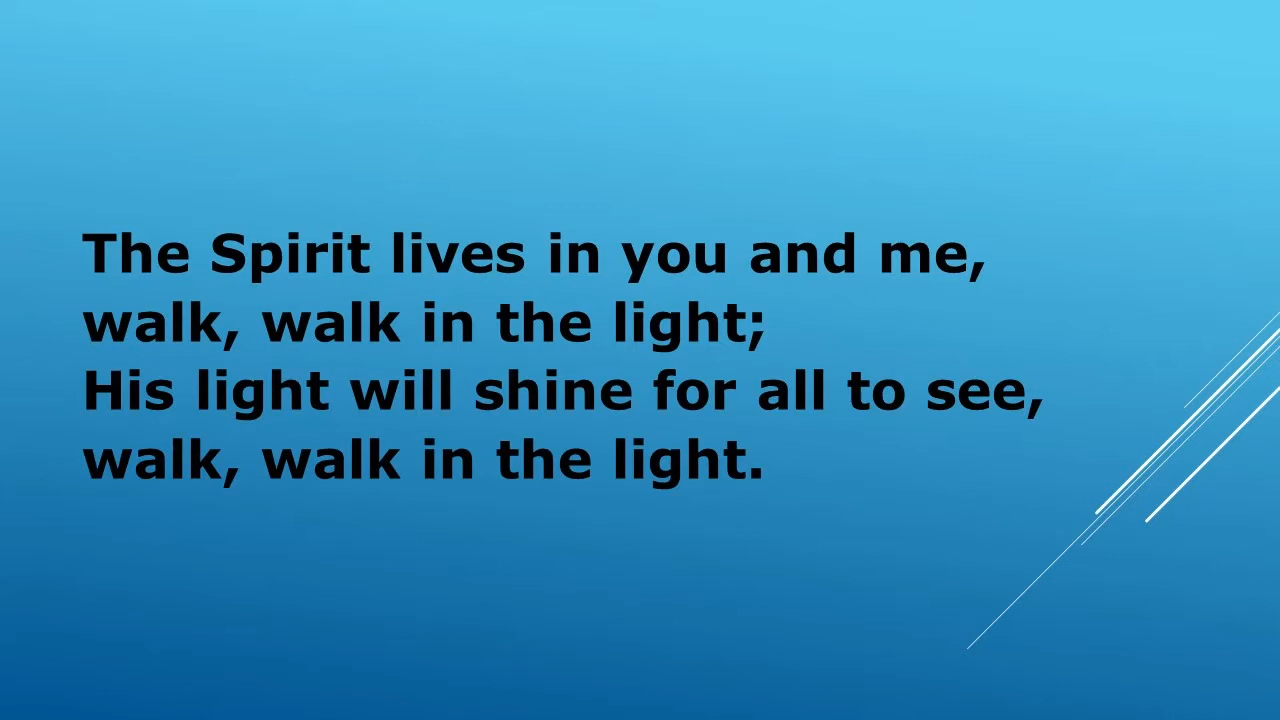 The Spirit lives in you and me,
walk, walk in the light;
His light will shine for all to see,
walk, walk in the light.